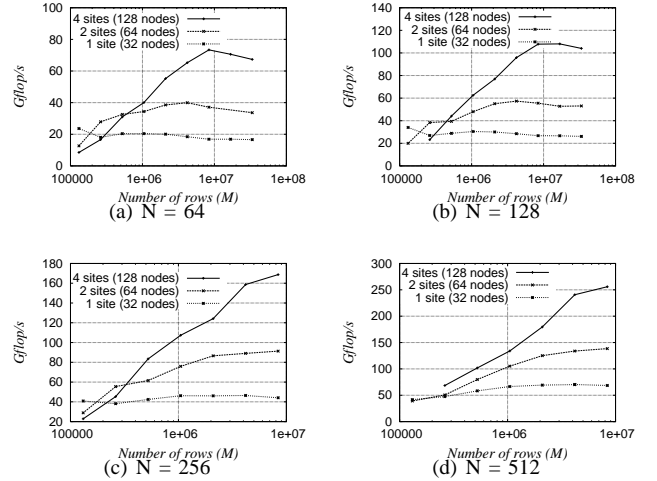 4 sites (128 nodes)
2 sites (64 nodes)
1 site (32 nodes)
100
80
60
40
20
0
Gflop/s
100000 1e+06 1e+07 1e+08
Number of rows (M)
(a) N = 64
4 sites (128 nodes)
2 sites (64 nodes)
1 site (32 nodes)
140
120
100
80
60
40
20
0
Gflop/s
100000 1e+06 1e+07 1e+08
Number of rows (M)
(b) N = 128
4 sites (128 nodes)
2 sites (64 nodes)
1 site (32 nodes)
180
160
140
120
100
80
60
40
20
Gflop/s
100000 1e+06 1e+07
Number of rows (M)
(c) N = 256
4 sites (128 nodes)
2 sites (64 nodes)
1 site (32 nodes)
300
250
200
150
100
50
0
Gflop/s
100000 1e+06 1e+07
Number of rows (M)
(d) N = 512